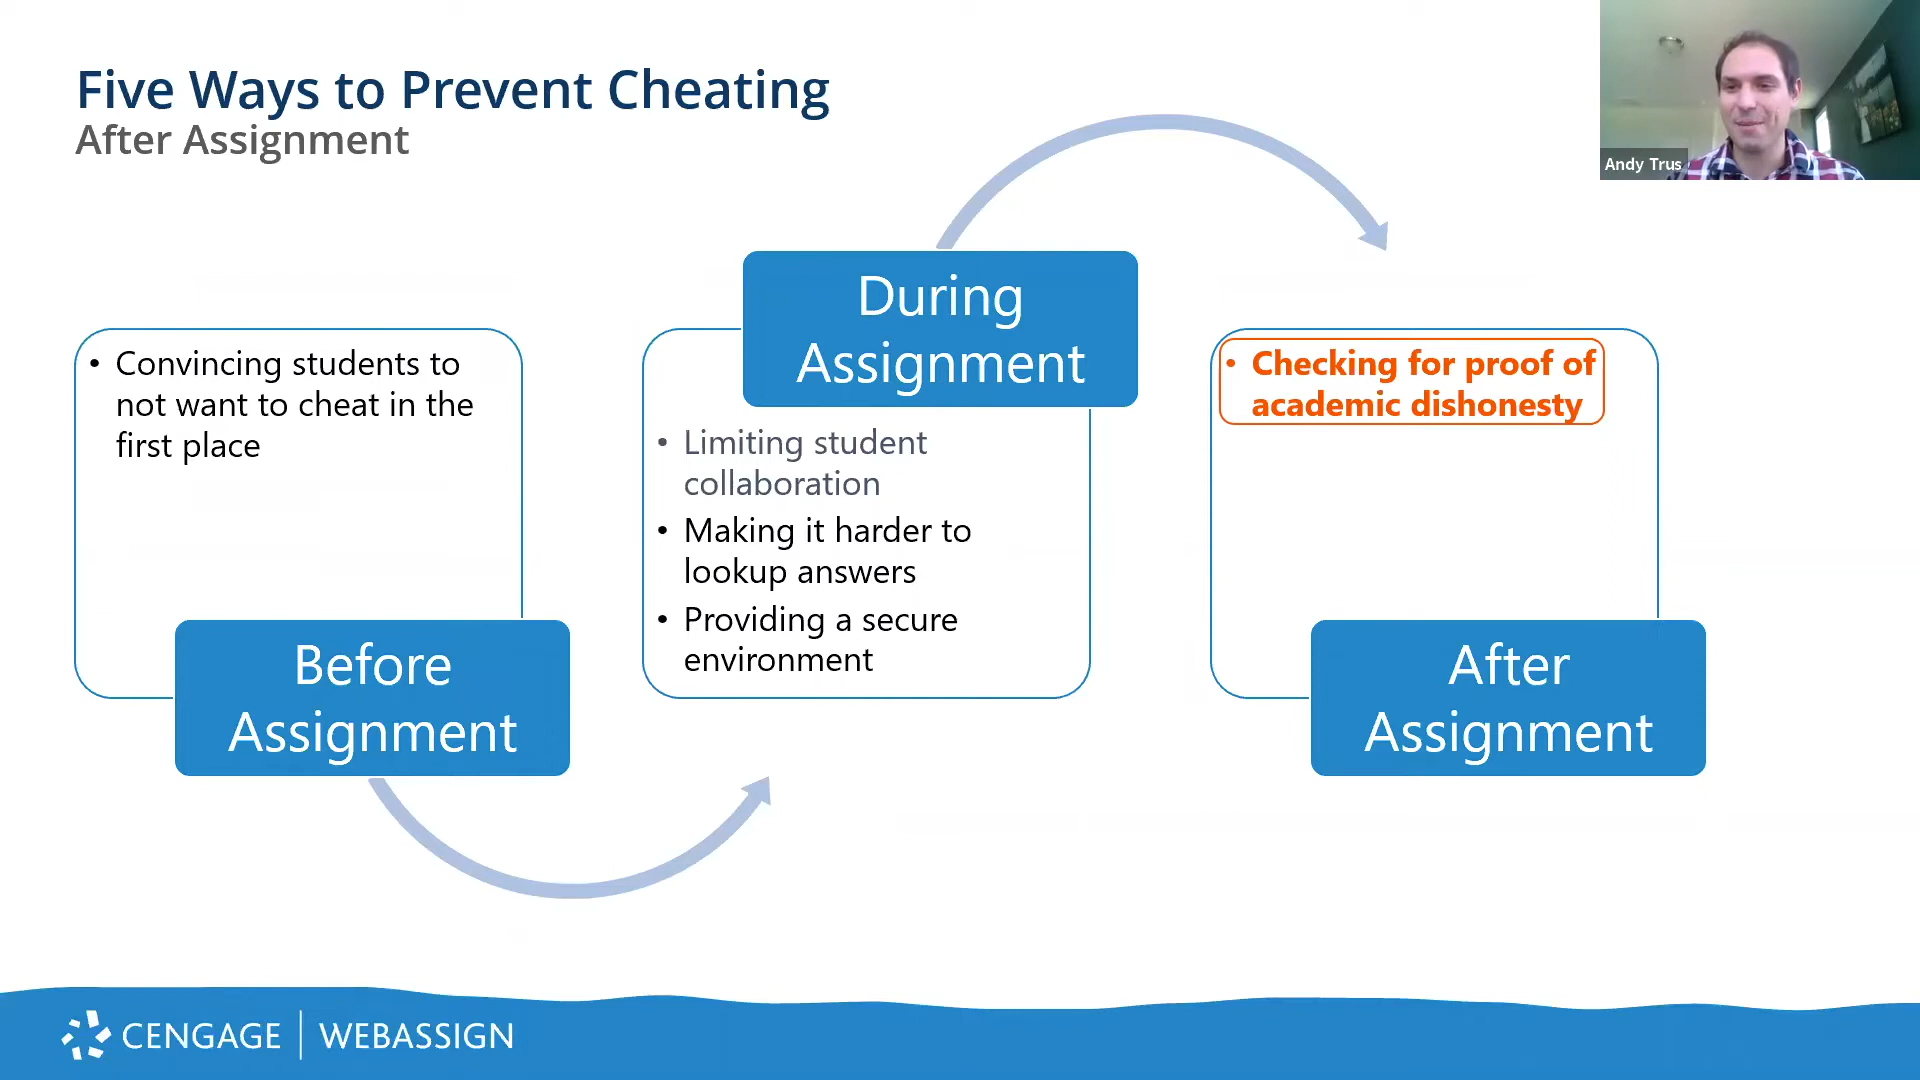 Five Ways to Prevent Cheating
After Assignment
Andy Trus
• Convincing students to
not want to cheat in the
first place
Before
Assignment
During
Assignment
• Limiting student
collaboration
• Making it harder to
lookup answers
• Providing a secure
environment
• Checking for proof of
academic dishonesty
After
Assignment
CENGAGE | WEBASSIGN